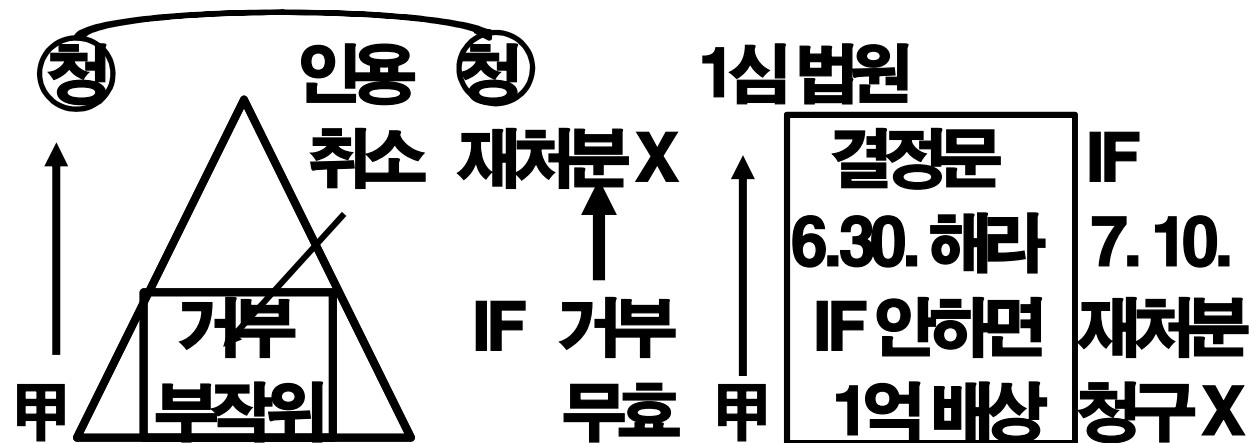 청 인용 청 1심 법원
취소 재처분 X 결정문 IF
6.30. 해라 7. 10.
거부 IF 거부 IF 안하면 재처분
甲 부작위 무효 甲 1억 배상 청구 X